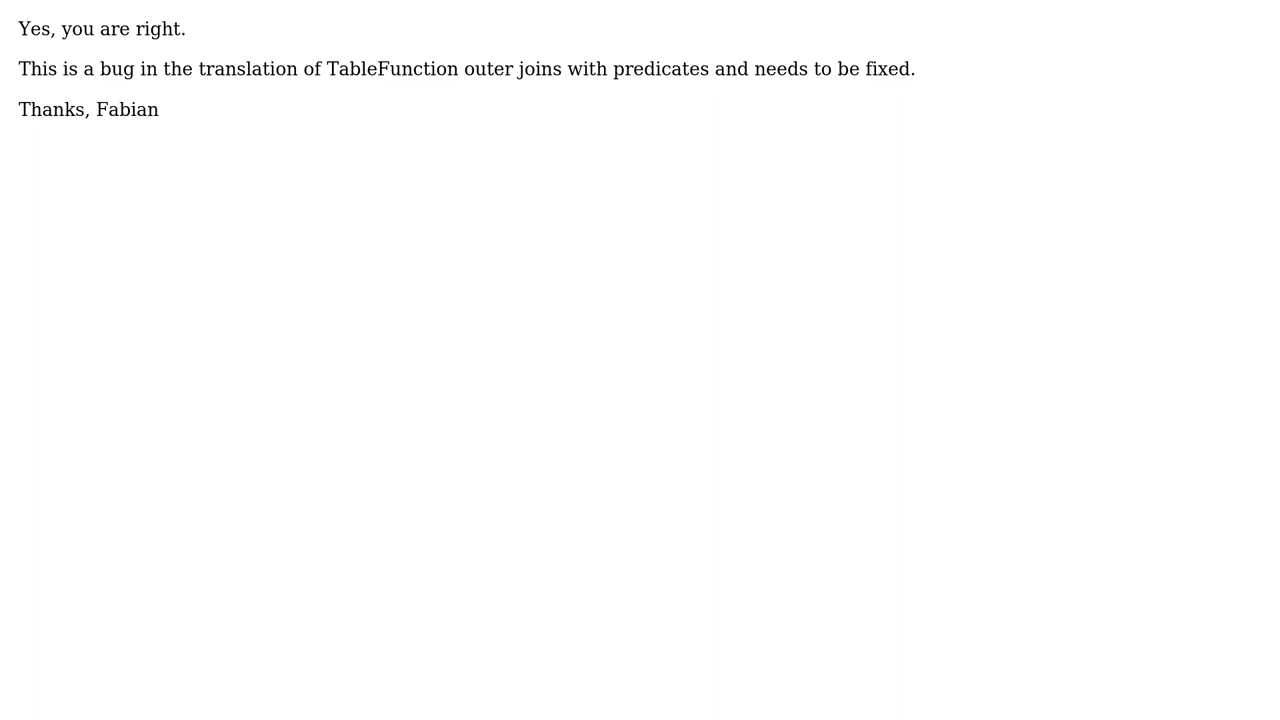 Yes, you are right.
This is a bug in the translation of TableFunction outer joins with predicates and needs to be fixed.
Thanks, Fabian